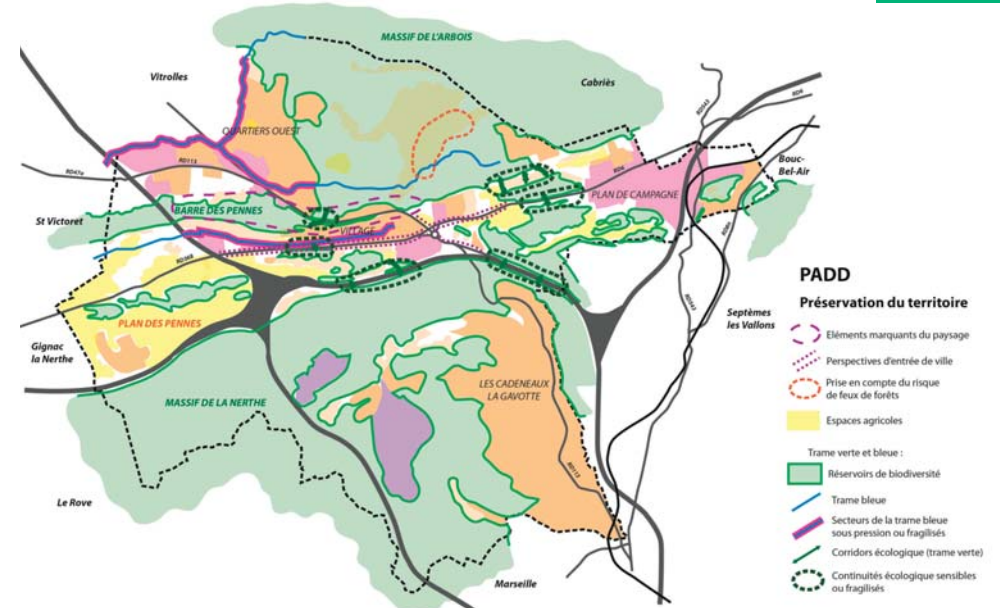 MASSIF DE L'ARBOIS
Vitrolles
Cabriès
RD543
RD6
QUARTIERS OUEST
RD113
RD47a
RD6
Bouc-
Bel-Air
PLAN DE CAMPAGNE
BARRE DES PENNES
St Victoret
VILLAGE
RD368
PLAN DES PENNES
Gignac
la Nerthe
Septèmes
les Vallons
MASSIF DE LA NERTHE
LES CADENEAUX
LA GAVOTTE
RD113
Le Rove
Marseille
PADD
Préservation du territoire
Eléments marquants du paysage
Perspectives d'entrée de ville
Prise en compte du risque
de feux de forêts
Espaces agricoles
Trame verte et bleue :
Réservoirs de biodiversité
Trame bleue
Secteurs de la trame bleue
sous pression ou fragilisés
Corridors écologique (trame verte)
Continuités écologique sensibles
ou fragilisés